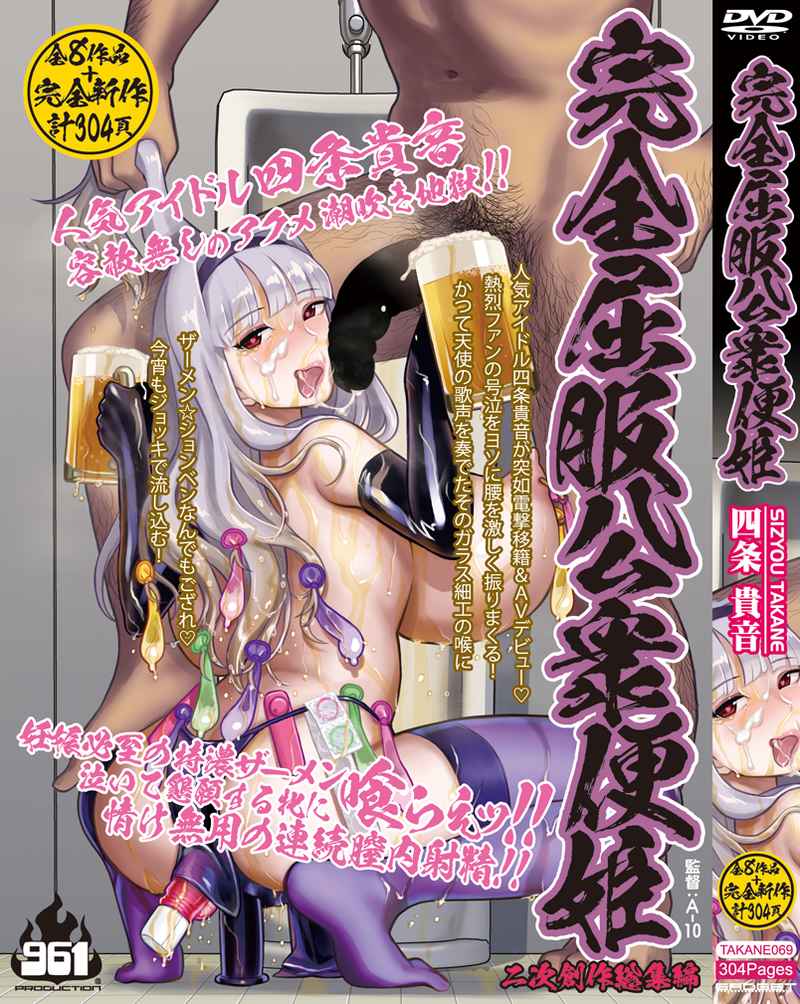 全8作品
+
完全新作
計304頁
人気アイドル四条貴音
容赦無しのアクメ潮吹き地獄!!
人気アイドル四条貴音が突如電撃移籍&AVデビュー♡
熱烈ファンの号泣をヨソに腰を激しく振りまくる!
かつて天使の歌声を奏でたそのガラス細工の喉に
ザーメン☆ションベンなんでもござれ♡
今宵もジョッキで流し込む!
妊娠必至の特濃ザーメン
泣いて懇願する牝に喰らえッ!!
情け無用の連続膣内射精!!
完全屈服公衆便姫
監督:A-10
二次創作総集編
961
PRODUCTION
DVD
VIDEO
完全屈服公衆便姫
四条貴音
SIZYOU TAKANE
全8作品
+
完全新作
計304頁
TAKANE069
304Pages